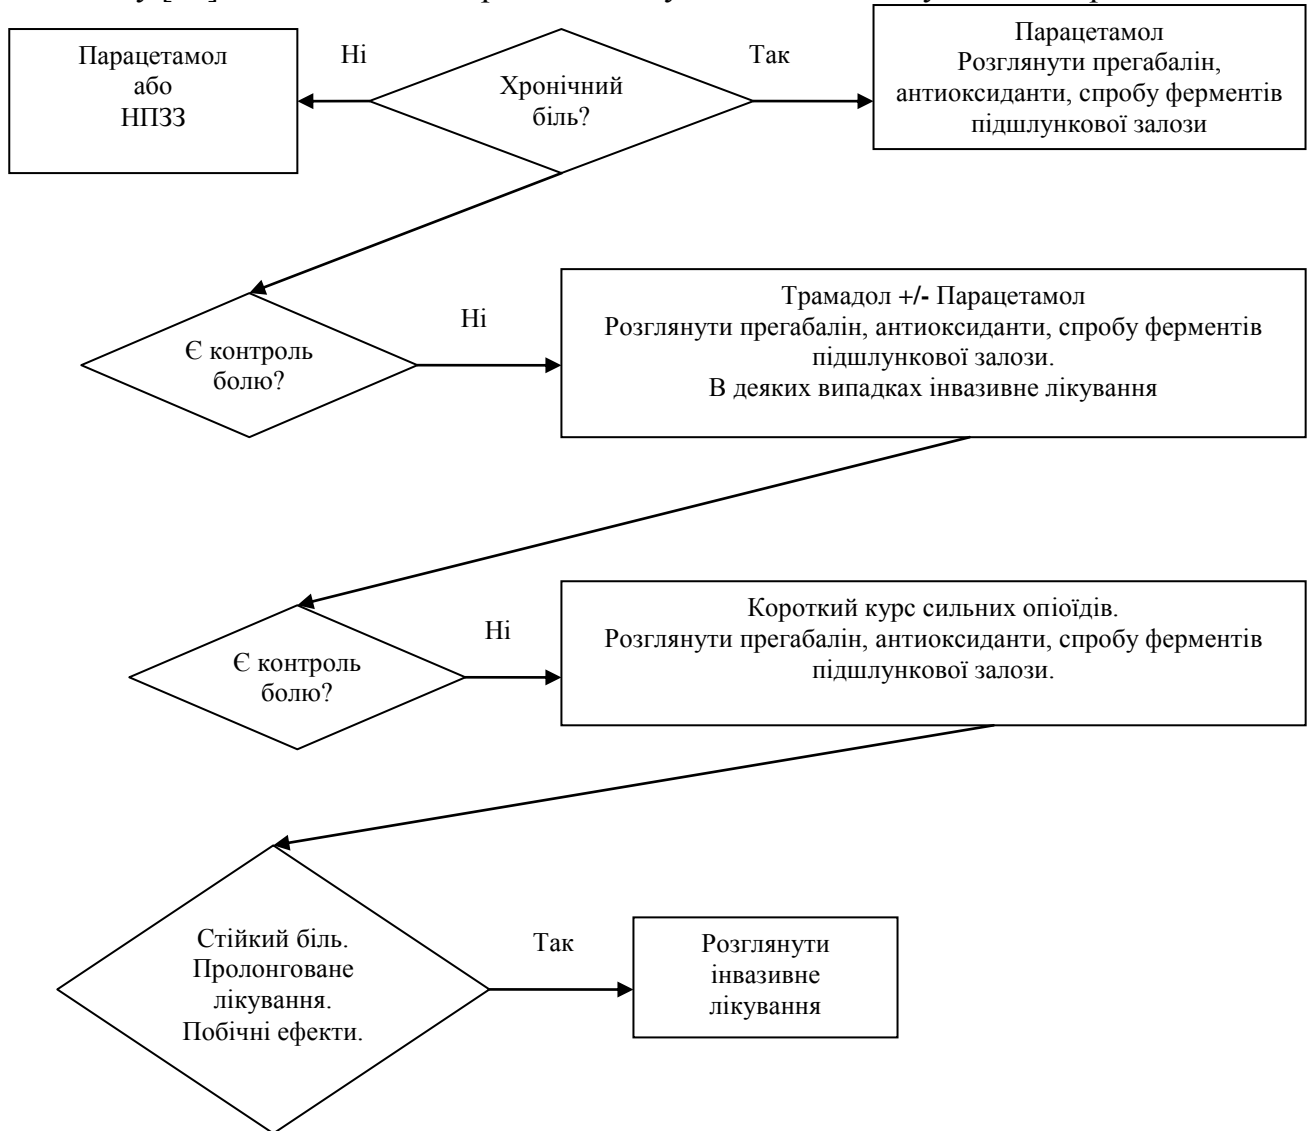 Ні
Так
Парацетамол
або
НПЗЗ
Хронічний
біль?
Парацетамол
Розглянути прегабалін,
антиоксиданти, спробу ферментів
підшлункової залози
Є контроль
болю?
Ні
Трамадол +/- Парацетамол
Розглянути прегабалін, антиоксиданти, спробу ферментів
підшлункової залози.
В деяких випадках інвазивне лікування
Є контроль
болю?
Ні
Короткий курс сильних опіоїдів.
Розглянути прегабалін, антиоксиданти, спробу ферментів
підшлункової залози.
Стійкий біль.
Пролонговане
лікування.
Побічні ефекти.
Так
Розглянути
інвазивне
лікування